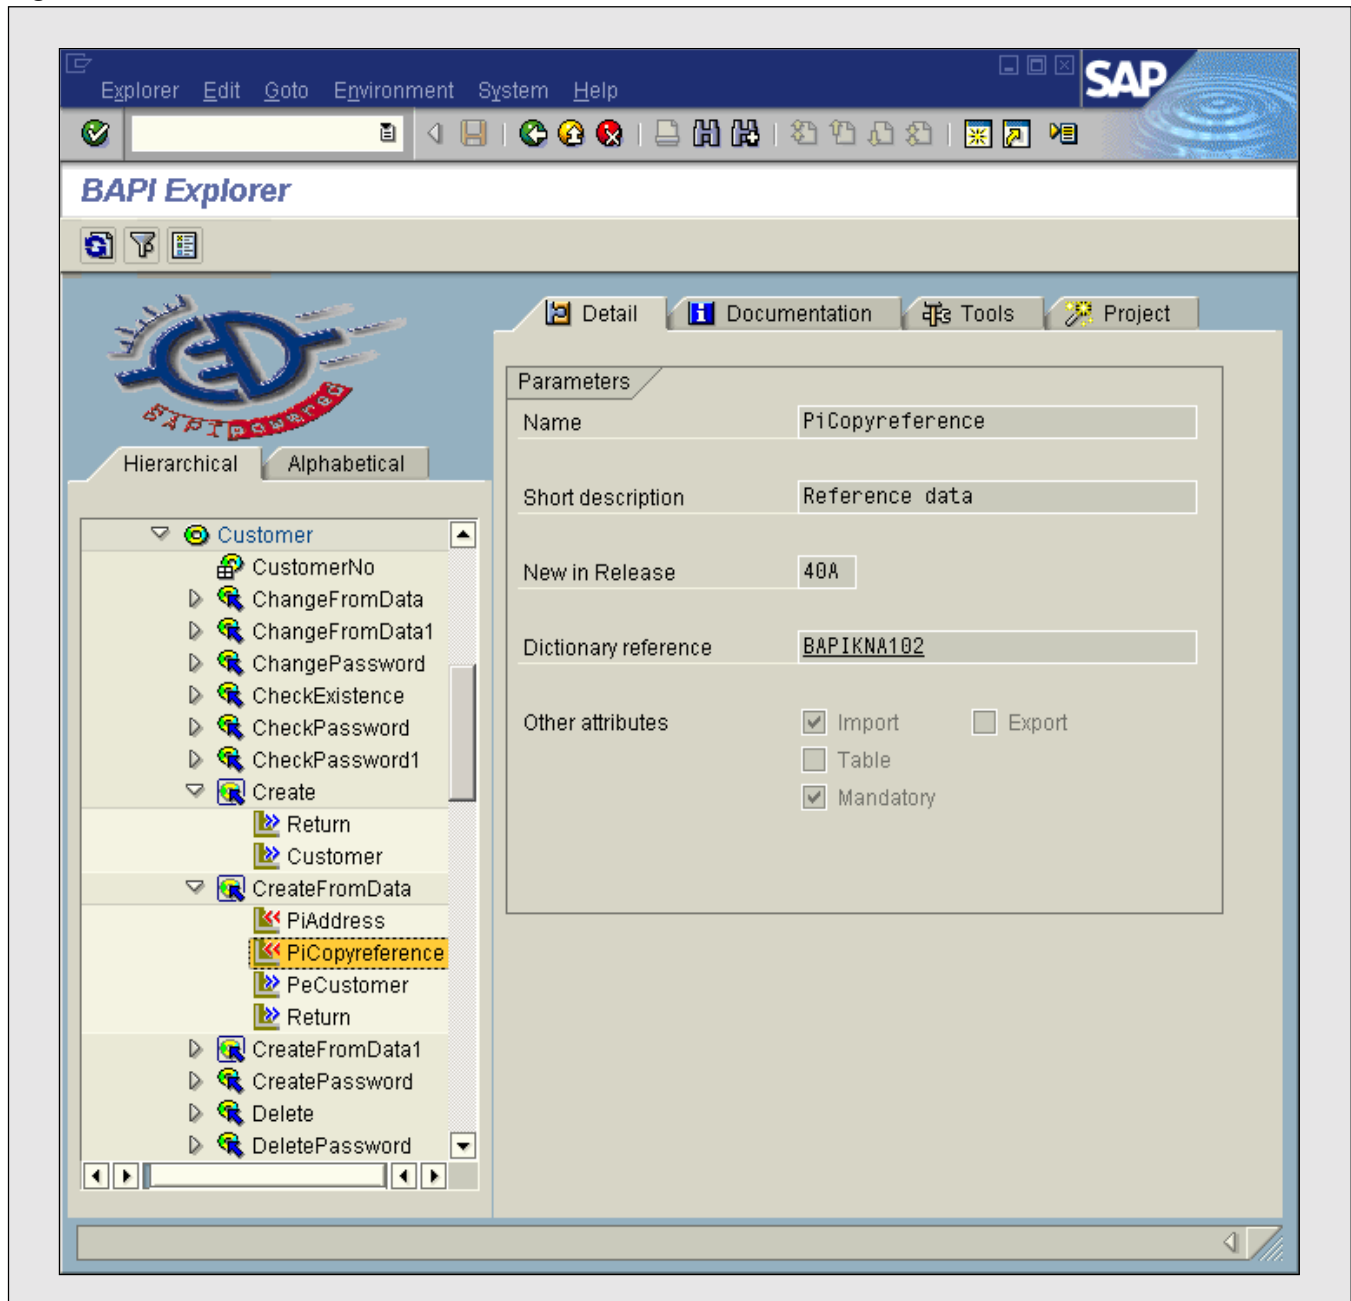 Explorer Edit Goto Environment System Help
SAP
BAPI Explorer
BAPI powered
Detail Documentation Tools Project
Hierarchical Alphabetical
Parameters
Name PiCopyreference
Short description Reference data
New in Release 40A
Dictionary reference BAPIKNA102
Other attributes Import Export
Table
Mandatory
Customer
CustomerNo
ChangeFromData
ChangeFromData1
ChangePassword
CheckExistence
CheckPassword
CheckPassword1
Create
Return
Customer
CreateFromData
PiAddress
PiCopyreference
PeCustomer
Return
CreateFromData1
CreatePassword
Delete
DeletePassword